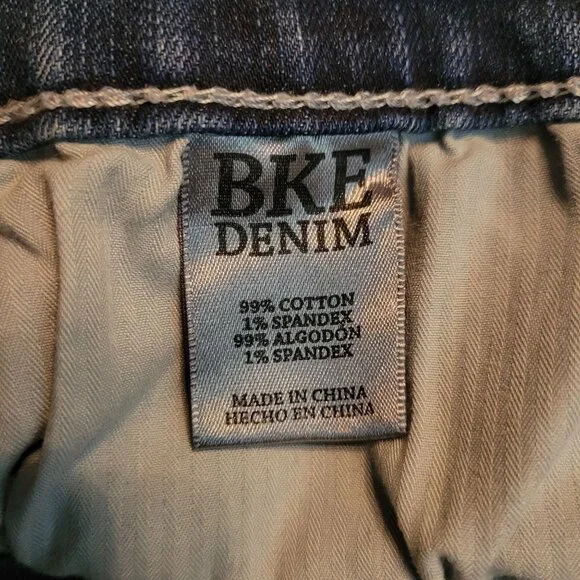 BKE
DENIM
99% COTTON
1% SPANDEX
99% ALGODÓN
1% SPANDEX
MADE IN CHINA
HECHO EN CHINA